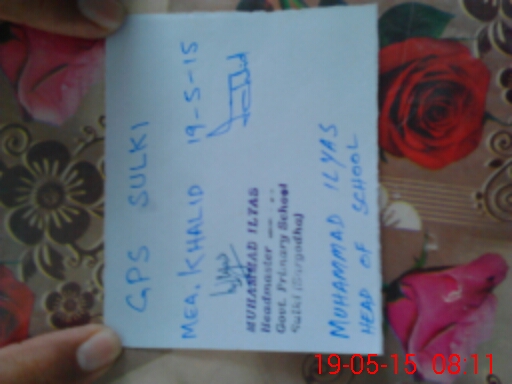 GPS SULKI
MEA. KHALID 19-5-15
MUHAMMAD ILYAS
Headmaster
Govt. Primary School
Sulki (Sargodha)
MUHAMMAD ILYAS
HEAD OF SCHOOL
19-05-15 08:11